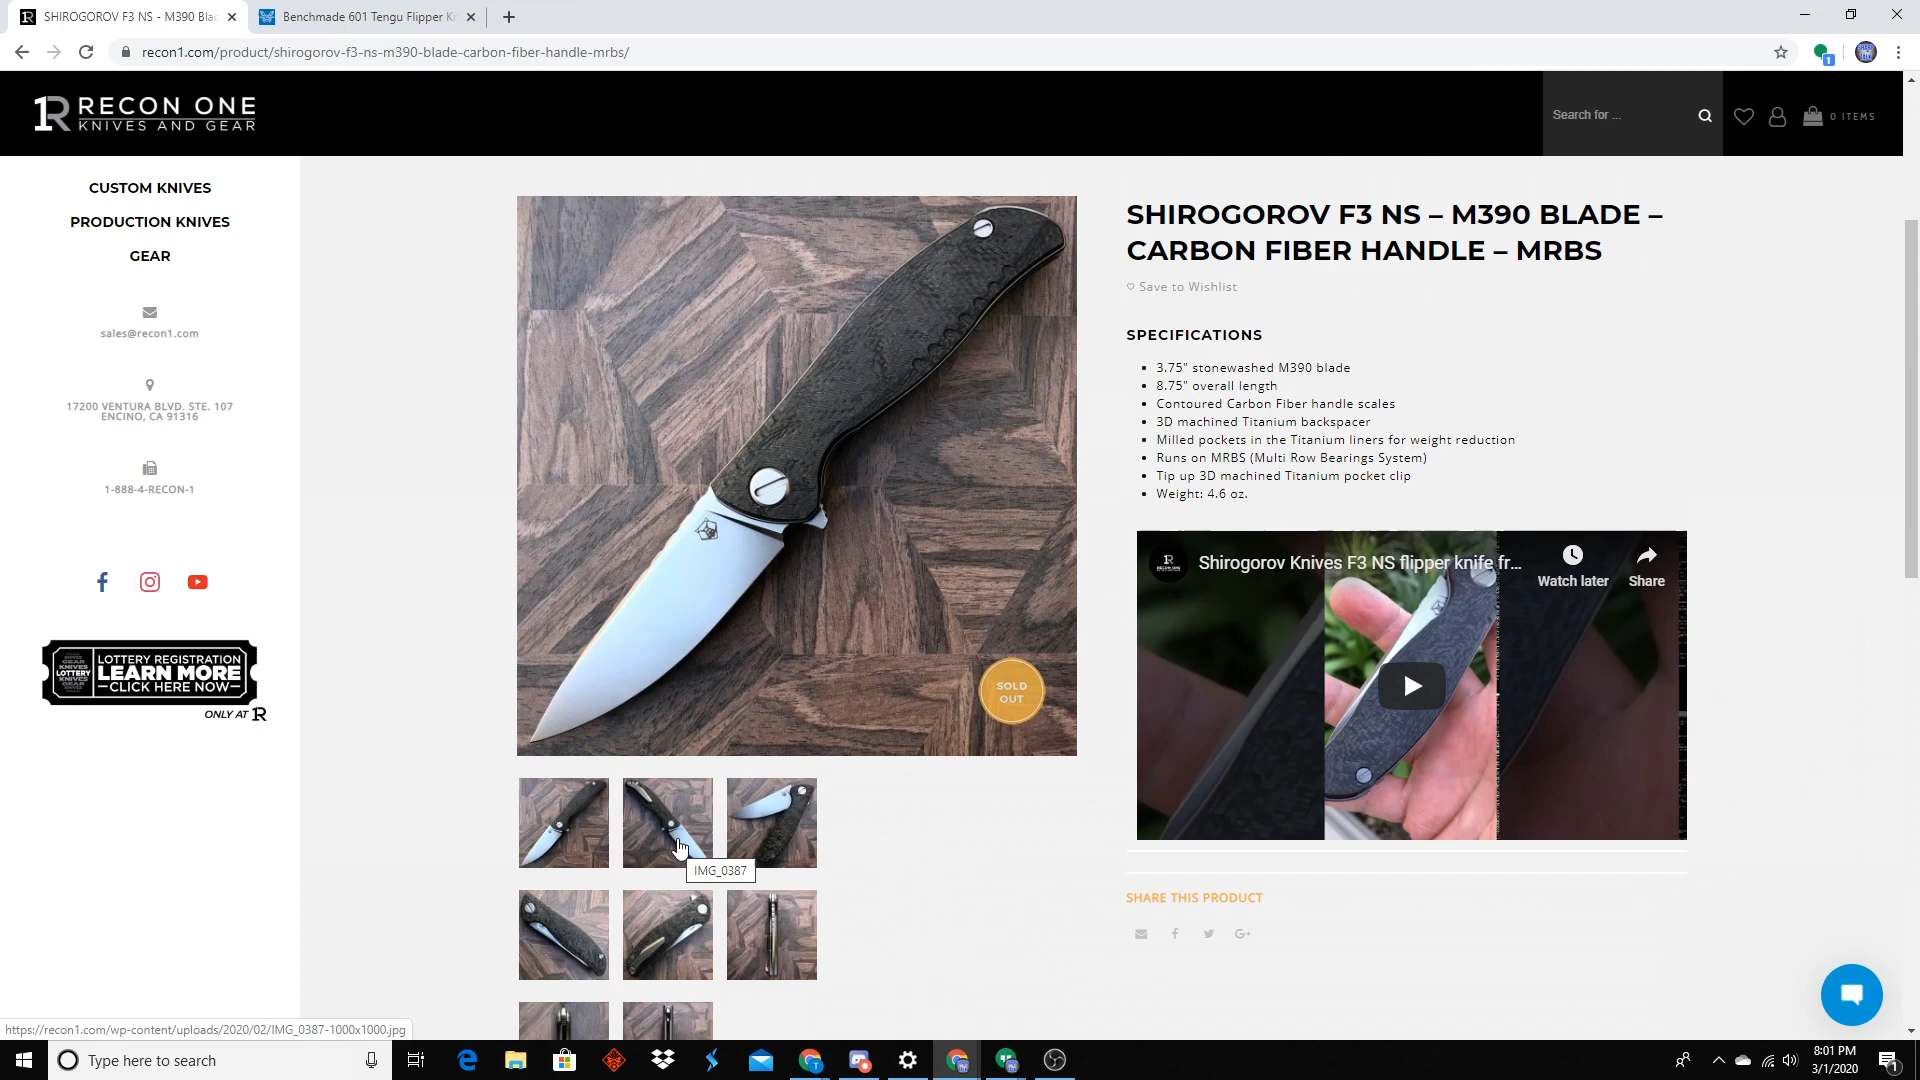 SHIROGOROV F3 NS - M390 Blac
Benchmade 601 Tengu Flipper Kr
recon1.com/product/shirogorov-f3-ns-m390-blade-carbon-fiber-handle-mrbs/
1
1R RECON ONE
KNIVES AND GEAR
Search for ...
0 ITEMS
CUSTOM KNIVES
PRODUCTION KNIVES
GEAR
sales@recon1.com
17200 VENTURA BLVD. STE. 107
ENCINO, CA 91316
1-888-4-RECON-1
LOTTERY
LOTTERY REGISTRATION
LEARN MORE
-CLICK HERE NOW-
ONLY AT 1R
SOLD
OUT
IMG_0387
SHIROGOROV F3 NS – M390 BLADE –
CARBON FIBER HANDLE – MRBS
Save to Wishlist
SPECIFICATIONS
• 3.75" stonewashed M390 blade
• 8.75" overall length
• Contoured Carbon Fiber handle scales
• 3D machined Titanium backspacer
• Milled pockets in the Titanium liners for weight reduction
• Runs on MRBS (Multi Row Bearings System)
• Tip up 3D machined Titanium pocket clip
• Weight: 4.6 oz.
Shirogorov Knives F3 NS flipper knife fr...
Watch later
Share
SHARE THIS PRODUCT
https://recon1.com/wp-content/uploads/2020/02/IMG_0387-1000x1000.jpg
Type here to search
8:01 PM
3/1/2020
1